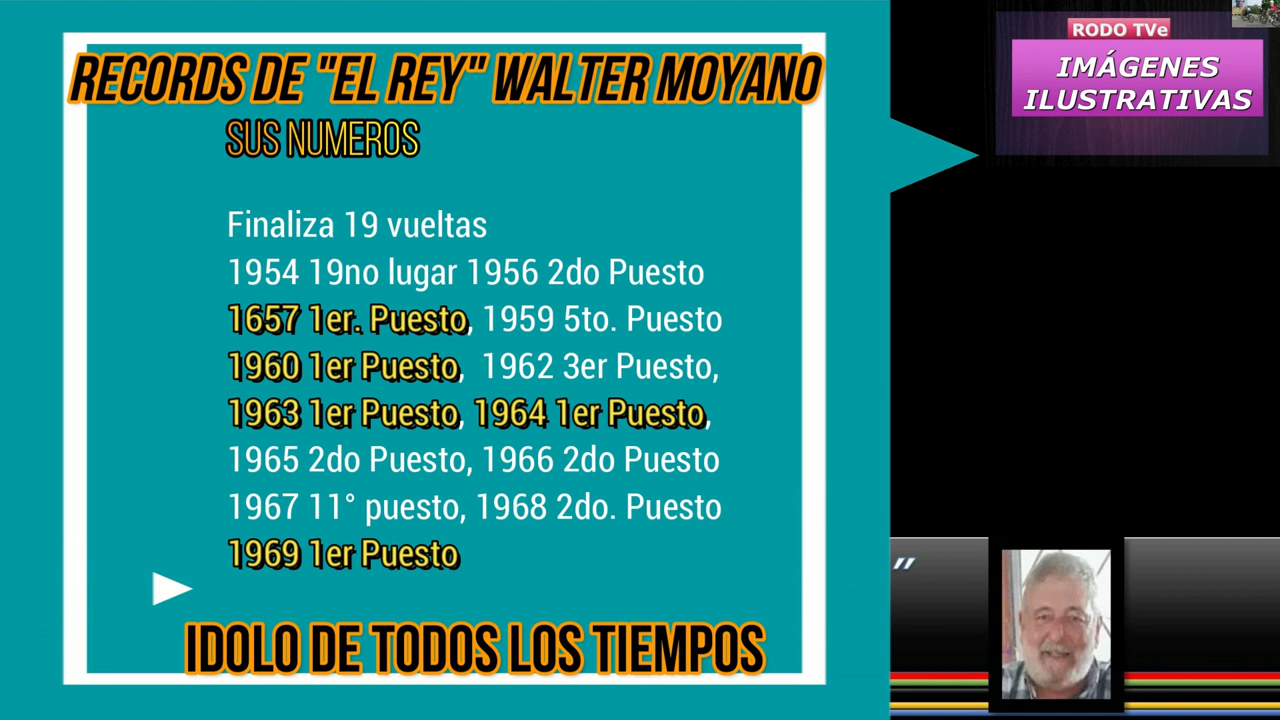 RECORDS DE "EL REY" WALTER MOYANO
SUS NUMEROS
Finaliza 19 vueltas
1954 19no lugar 1956 2do Puesto
1657 1er. Puesto, 1959 5to. Puesto
1960 1er Puesto, 1962 3er Puesto,
1963 1er Puesto, 1964 1er Puesto,
1965 2do Puesto, 1966 2do Puesto
1967 11° puesto, 1968 2do. Puesto
1969 1er Puesto
IDOLO DE TODOS LOS TIEMPOS
RODO TVe
IMÁGENES
ILUSTRATIVAS
"